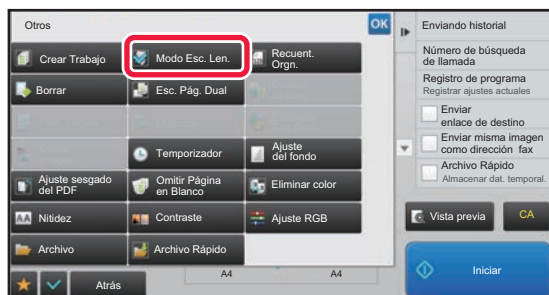 Otros
OK
Crear Trabajo
Modo Esc. Len.
Recuent.
Orgn.
Borrar
Esc. Pág. Dual
Temporizador
Ajuste
del fondo
Ajuste sesgado
del PDF
Omitir Página
en Blanco
Eliminar color
AA
Nitidez
Contraste
Ajuste RGB
Archivo
Archivo Rápido
Atrás
A4
A4
Enviando historial
Número de búsqueda
de llamada
Registro de programa
Registrar ajustes actuales
Enviar
enlace de destino
Enviar misma imagen
como dirección fax
Archivo Rápido
Almacenar dat. temporal.
Vista previa
CA
Iniciar